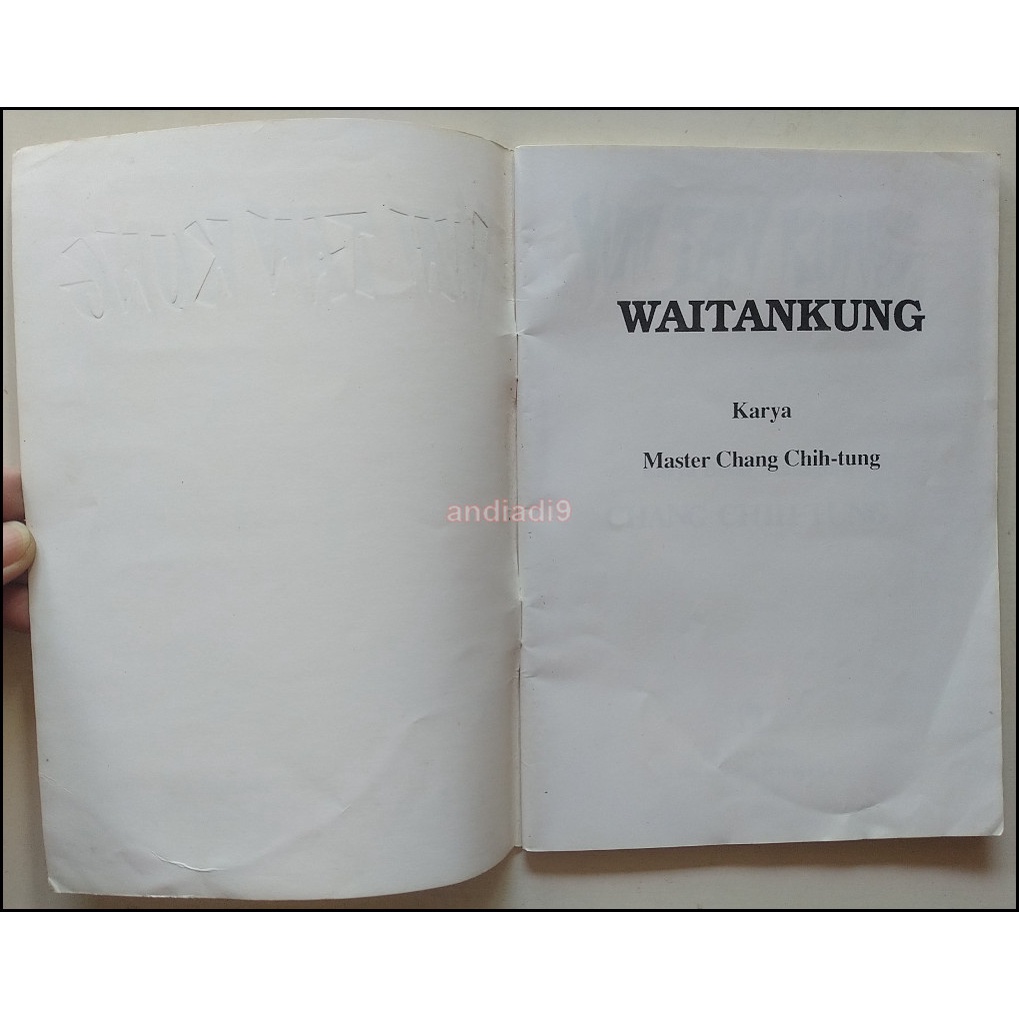 WAITANKUNG
Karya
Master Chang Chih-tung
andiadi9